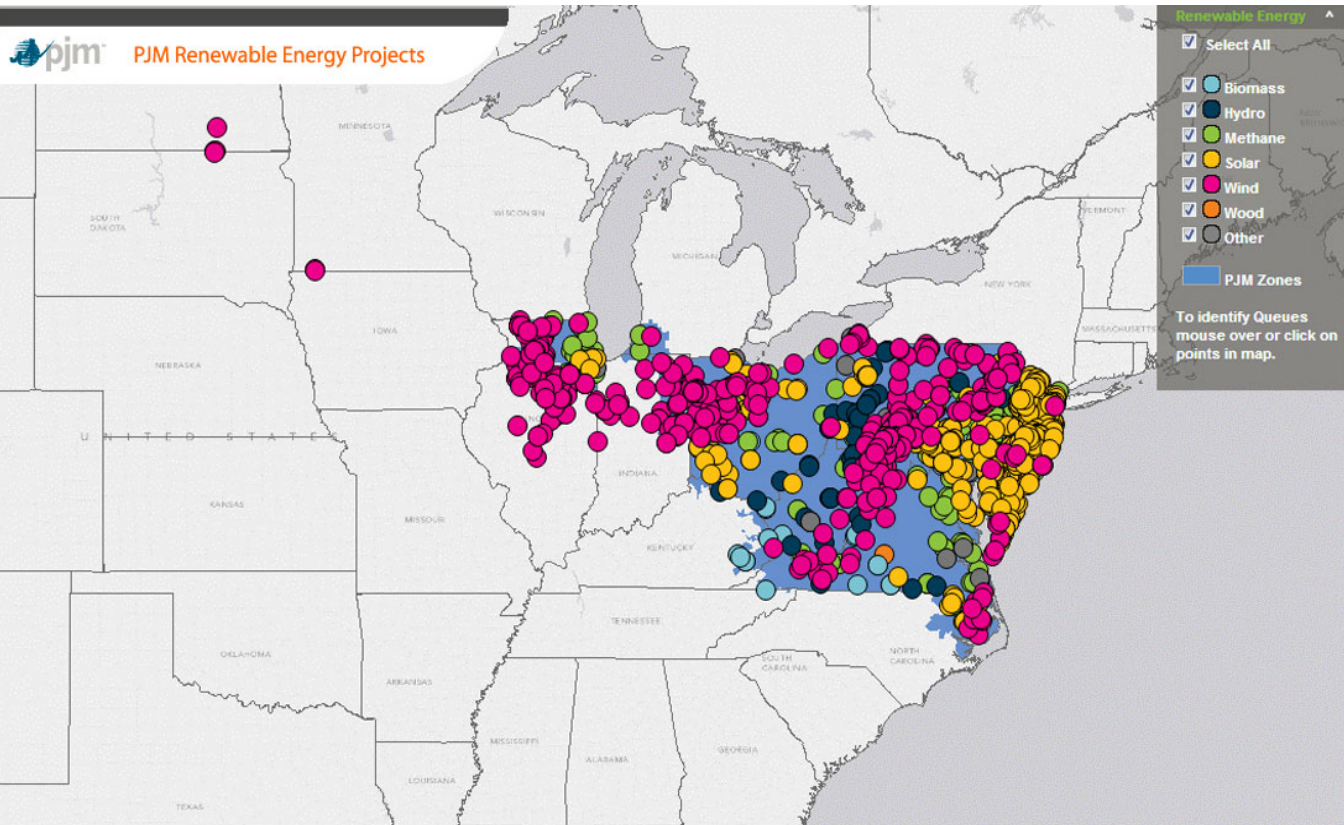 pjm
PJM Renewable Energy Projects
Renewable Energy ^
Select All
Biomass
Hydro
Methane
Solar
Wind
Wood
Other
PJM Zones
To identify Queues
mouse over or click on
points in map.
MINNESOTA
SOUTH
DAKOTA
WISCONSIN
MICHIGAN
VERMONT
NEW
BRUNSWICK
NEW YORK
MASSACHUSETTS
IOWA
NEBRASKA
UNITED STATES
INDIANA
KANSAS
MISSOURI
KENTUCKY
TENNESSEE
NORTH
CAROLINA
OKLAHOMA
SOUTH
CAROLINA
ARKANSAS
MISSISSIPPI
ALABAMA
GEORGIA
LOUISIANA
TEXAS